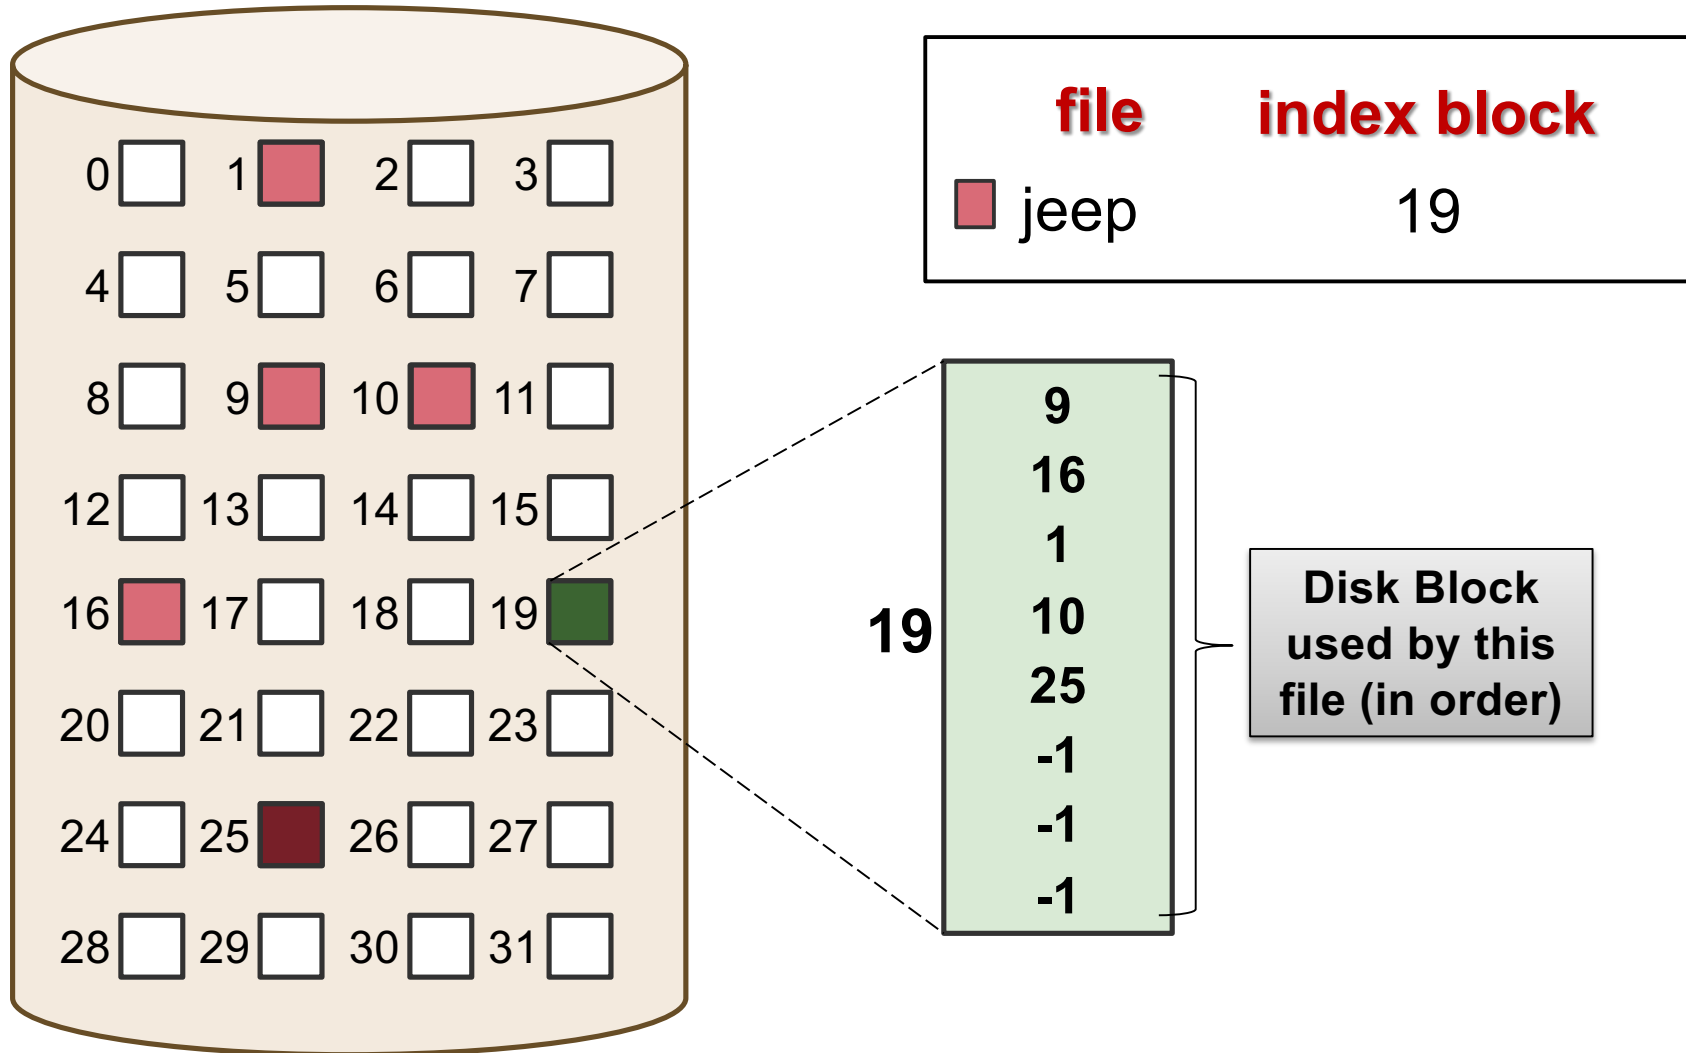 file index block
jeep 19
0 1 2 3
4 5 6 7
8 9 10 11
12 13 14 15
16 17 18 19
20 21 22 23
24 25 26 27
28 29 30 31
19
9
16
1
10
25
-1
-1
-1
Disk Block
used by this
file (in order)